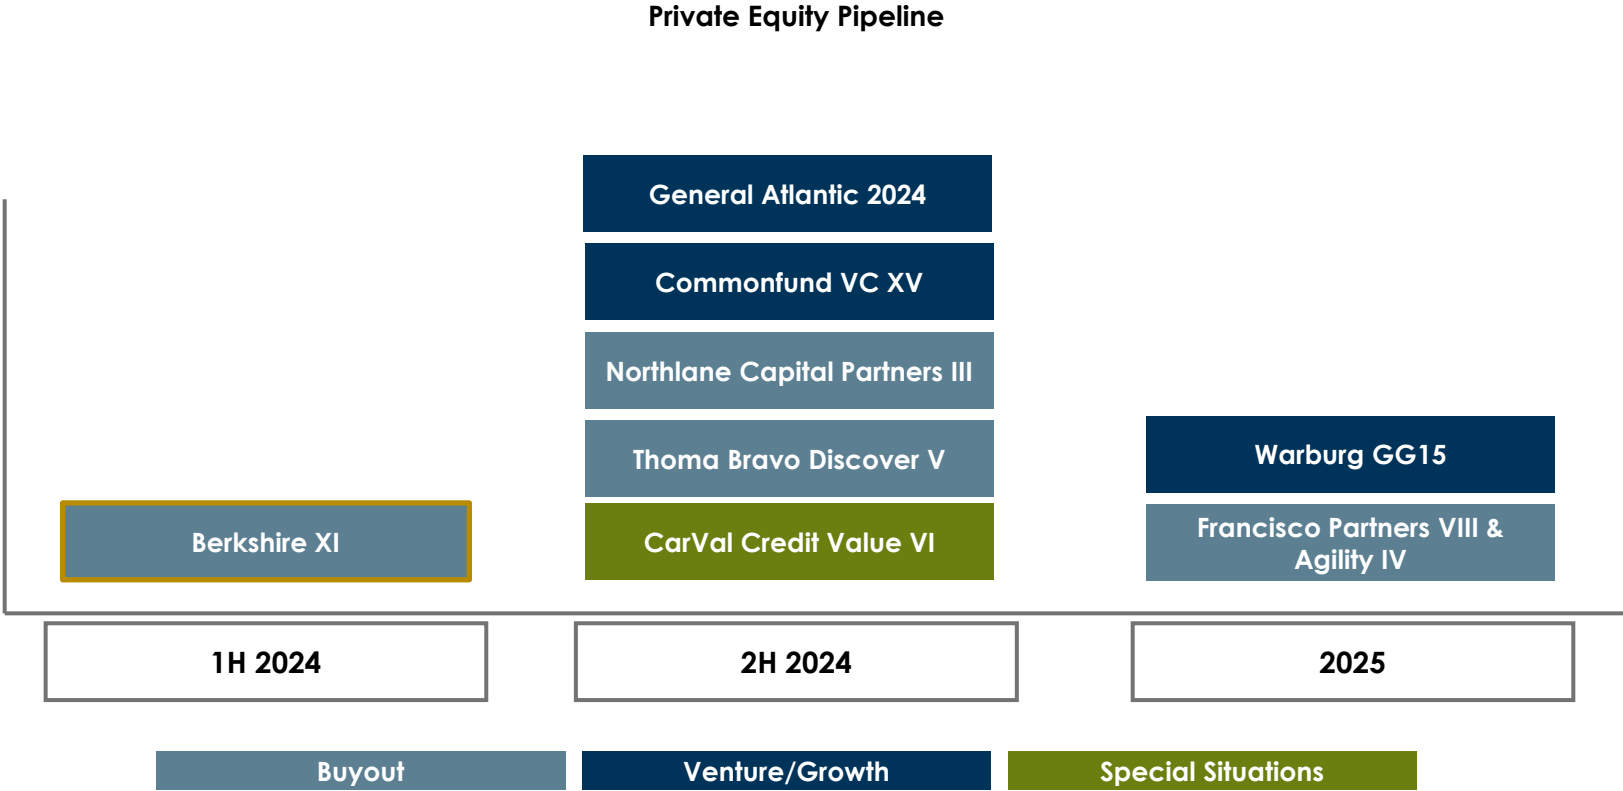 Private Equity Pipeline
General Atlantic 2024
Commonfund VC XV
Northlane Capital Partners III
Thoma Bravo Discover V
Warburg GG15
Berkshire XI
CarVal Credit Value VI
Francisco Partners VIII &
Agility IV
1H 2024
2H 2024
2025
Buyout
Venture/Growth
Special Situations